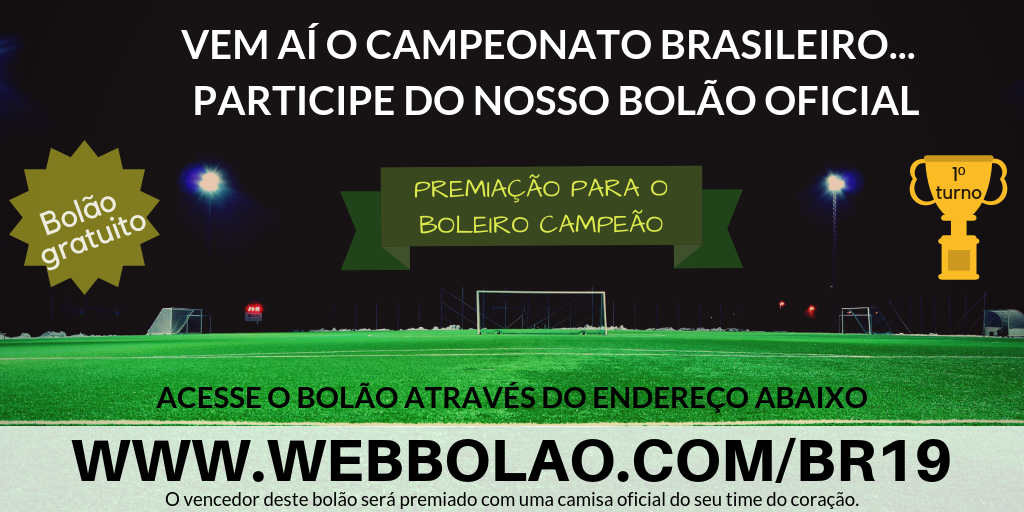 VEM AÍ O CAMPEONATO BRASILEIRO...
PARTICIPE DO NOSSO BOLÃO OFICIAL
Bolão
gratuito
PREMIAÇÃO PARA O
BOLEIRO CAMPEÃO
1º
turno
ACESSE O BOLÃO ATRAVÉS DO ENDEREÇO ABAIXO
WWW.WEBBOLAO.COM/BR19
O vencedor deste bolão será premiado com uma camisa oficial do seu time do coração.